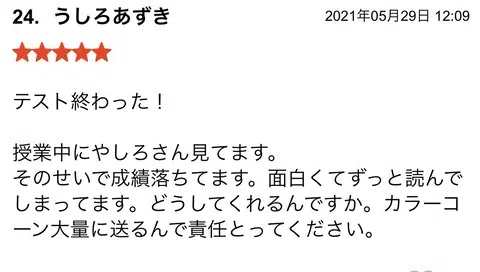 24. うしろあずき
2021年05月29日 12:09
★★★★★
テスト終わった！
授業中にやしろさん見てます。
そのせいで成績落ちてます。面白くてずっと読んで
しまってます。どうしてくれるんですか。カラーコ
ーン大量に送るんで責任とってください。